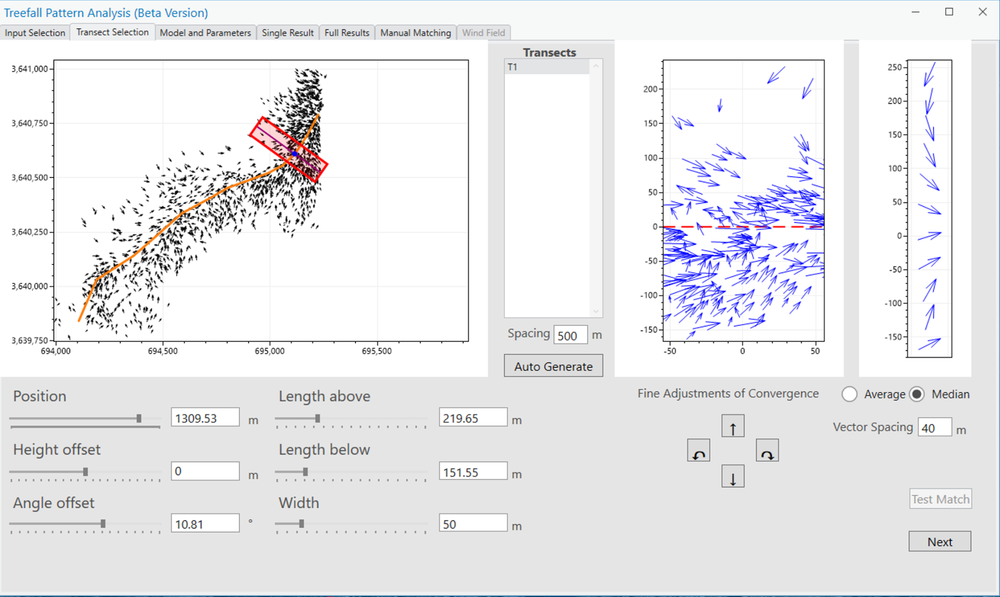 Treefall Pattern Analysis (Beta Version)
Input Selection Transect Selection Model and Parameters Single Result Full Results Manual Matching Wind Field
3,641,000
3,640,750
3,640,500
3,640,250
3,640,000
3,639,750
694,000 694,500 695,000 695,500
Transects
T1
Spacing 500 m
Auto Generate
200
150
100
50
0
-50
-100
-150
-50 0 50
250
200
150
100
50
0
-50
-100
-150
Position
1309.53 m
Height offset
0 m
Angle offset
10.81 °
Length above
219.65 m
Length below
151.55 m
Width
50 m
Fine Adjustments of Convergence
↑
↓
Average Median
Vector Spacing 40 m
Test Match
Next